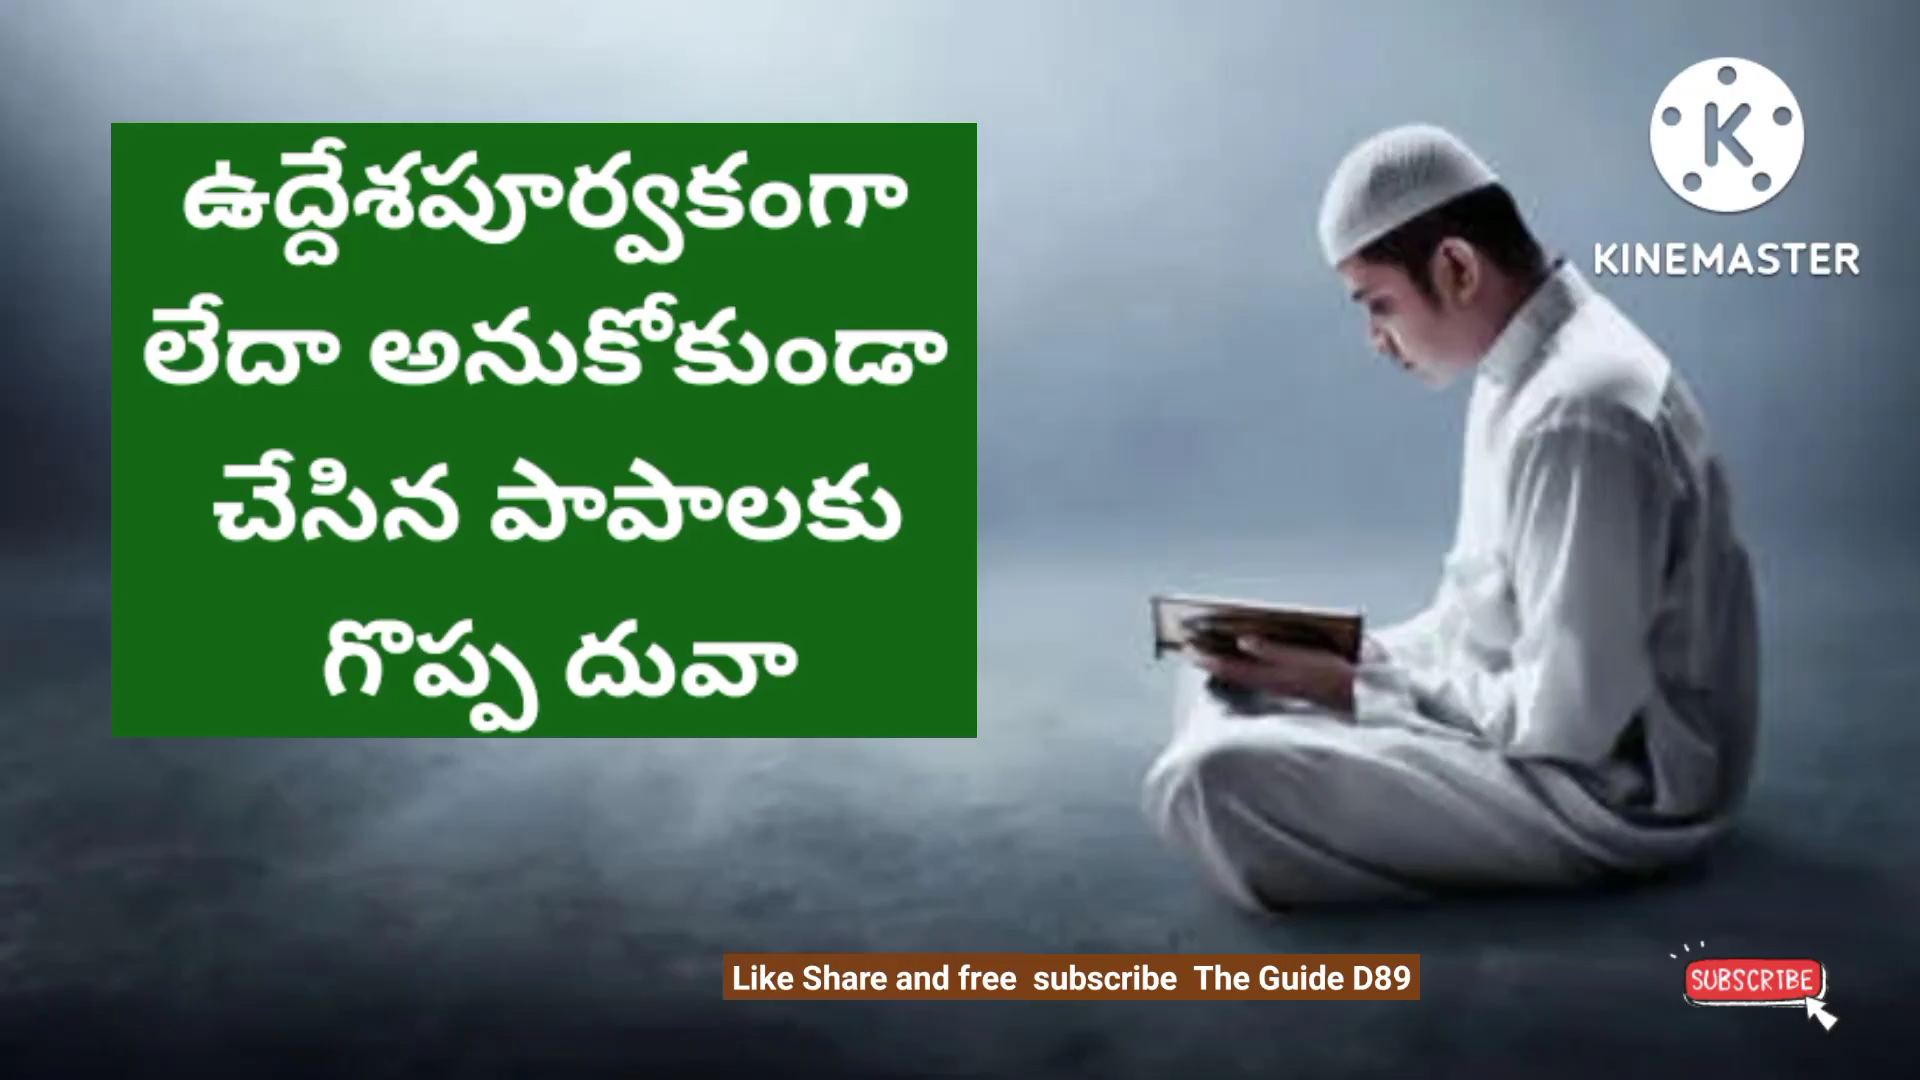 ఉద్దేశపూర్వకంగా
లేదా అనుకోకుండా
చేసిన పాపాలకు
గొప్ప దువా
K
KINEMASTER
Like Share and free subscribe The Guide D89
SUBSCRIBE